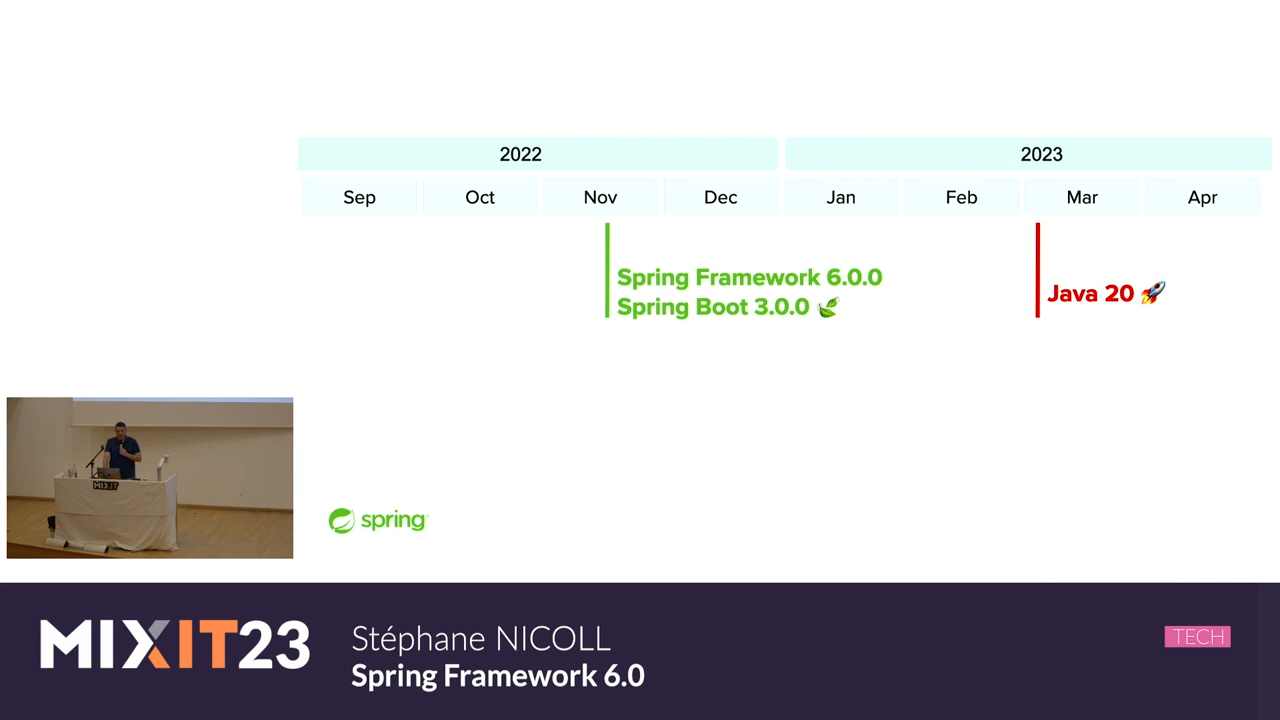 2022
2023
Sep
Oct
Nov
Dec
Jan
Feb
Mar
Apr
Spring Framework 6.0.0
Spring Boot 3.0.0
Java 20
MIXIT
spring
MIXIT23
Stéphane NICOLL
Spring Framework 6.0
TECH